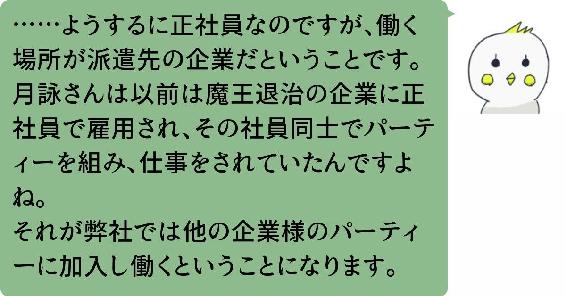 ……ようするに正社員なのですが、働く
場所が派遣先の企業だということです。
月詠さんは以前は魔王退治の企業に正
社員で雇用され、その社員同士でパーテ
ィーを組み、仕事をされていたんですよ
ね。
それが弊社では他の企業様のパーティ
ーに加入し働くということになります。